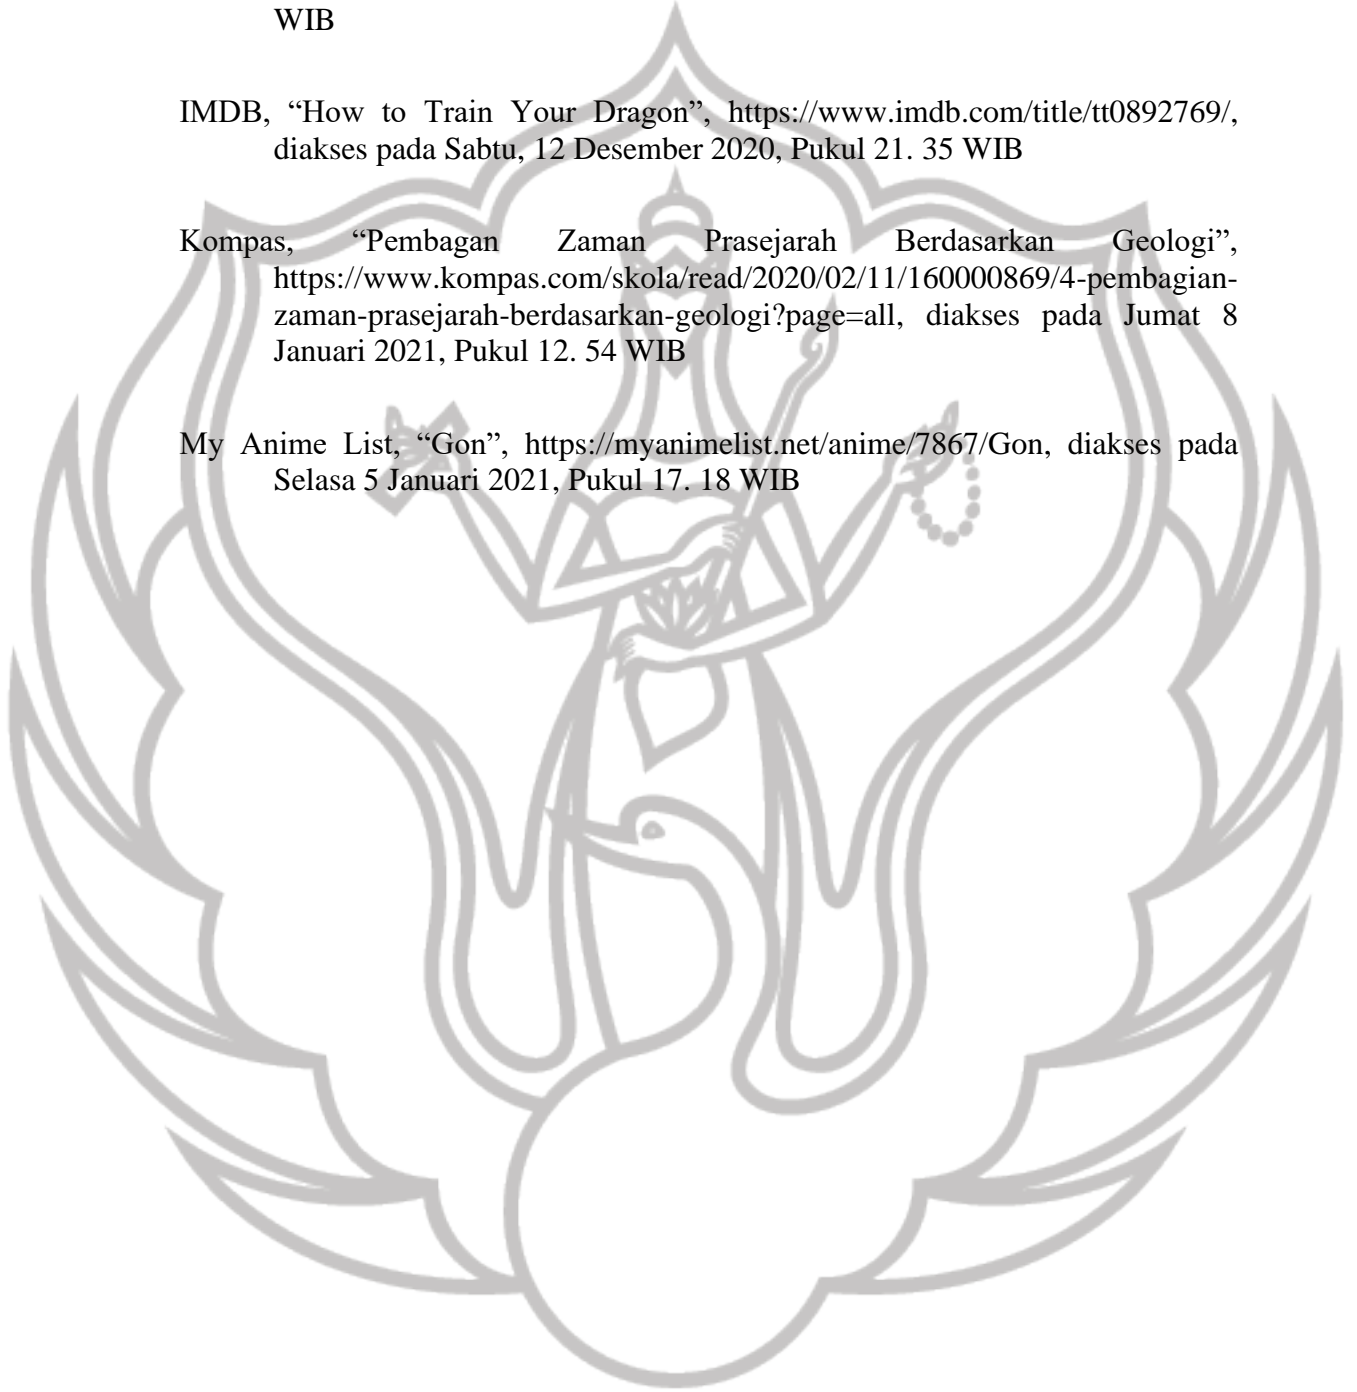 WIB
IMDB, “How to Train Your Dragon”, https://www.imdb.com/title/tt0892769/,
diakses pada Sabtu, 12 Desember 2020, Pukul 21. 35 WIB
Kompas, “Pembagan Zaman Prasejarah Berdasarkan Geologi”,
https://www.kompas.com/skola/read/2020/02/11/160000869/4-pembagian-
zaman-prasejarah-berdasarkan-geologi?page=all, diakses pada Jumat 8
Januari 2021, Pukul 12. 54 WIB
My Anime List, “Gon”, https://myanimelist.net/anime/7867/Gon, diakses pada
Selasa 5 Januari 2021, Pukul 17. 18 WIB